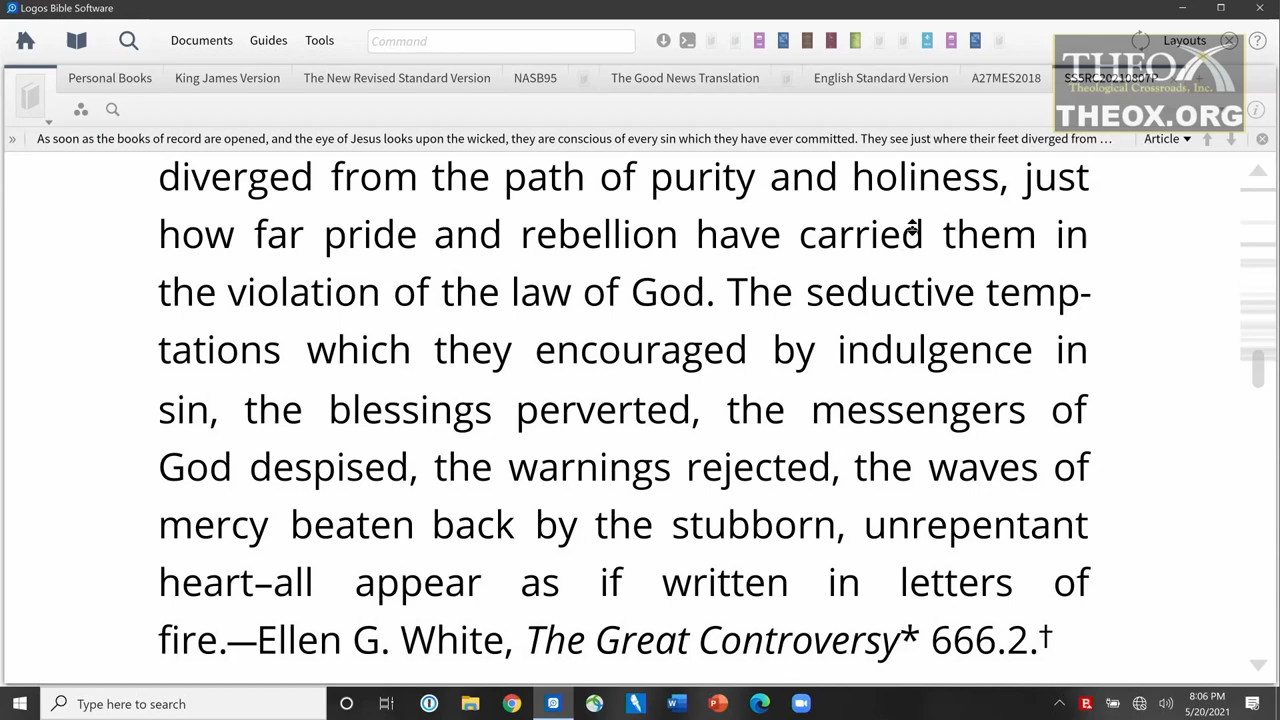 Logos Bible Software
Documents Guides Tools Command Layouts
THEOX
Theological Crossroads, Inc.
THEOX.ORG
Personal Books King James Version The New Revised Standard Version NASB95 The Good News Translation English Standard Version A27MES2018 SS5RC20210807P
As soon as the books of record are opened, and the eye of Jesus looks upon the wicked, they are conscious of every sin which they have ever committed. They see just where their feet diverged from … Article
diverged from the path of purity and holiness, just
how far pride and rebellion have carried them in
the violation of the law of God. The seductive temp-
tations which they encouraged by indulgence in
sin, the blessings perverted, the messengers of
God despised, the warnings rejected, the waves of
mercy beaten back by the stubborn, unrepentant
heart–all appear as if written in letters of
fire.—Ellen G. White, The Great Controversy* 666.2.†
Type here to search
8:06 PM
5/20/2021